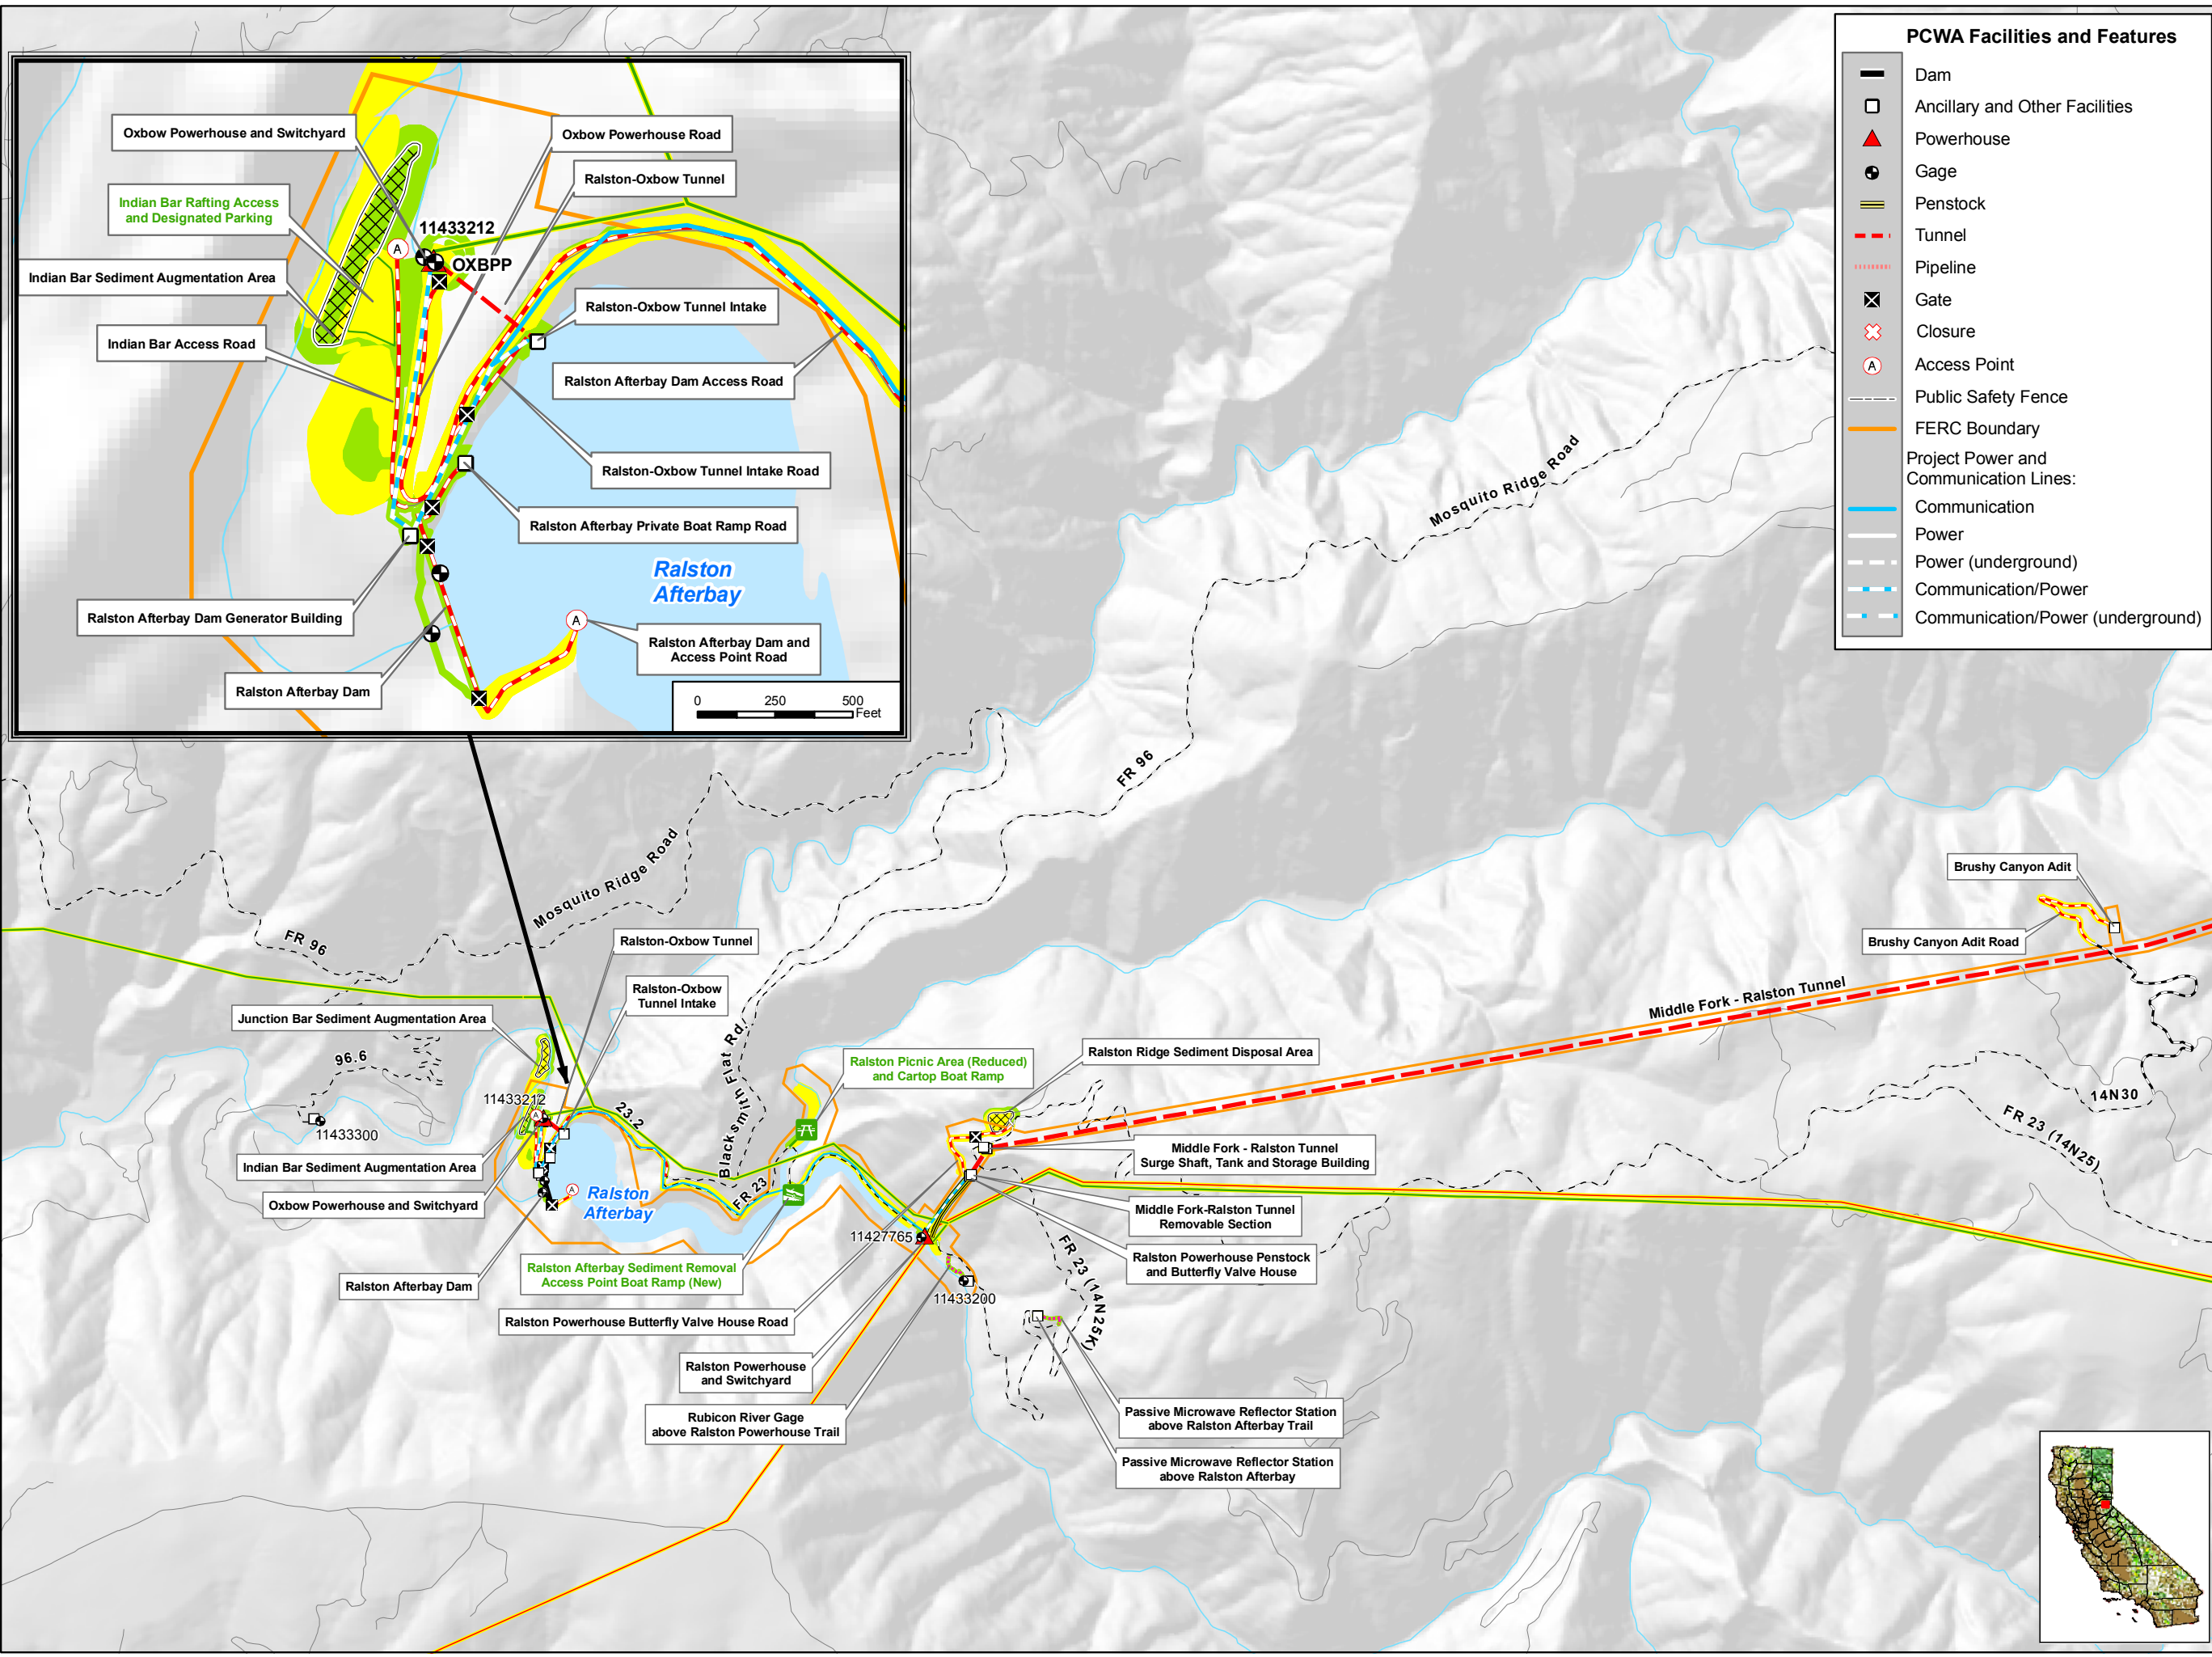 PCWA Facilities and Features
Dam
Ancillary and Other Facilities
Powerhouse
Gage
Penstock
Tunnel
Pipeline
Gate
Closure
A
Access Point
Public Safety Fence
FERC Boundary
Project Power and
Communication Lines:
Communication
Power
Power (underground)
Communication/Power
Communication/Power (underground)
Oxbow Powerhouse and Switchyard
Oxbow Powerhouse Road
Ralston-Oxbow Tunnel
Indian Bar Rafting Access
and Designated Parking
11433212
A
OXBPP
Indian Bar Sediment Augmentation Area
Ralston-Oxbow Tunnel Intake
Indian Bar Access Road
Ralston Afterbay Dam Access Road
Ralston-Oxbow Tunnel Intake Road
Ralston Afterbay Private Boat Ramp Road
Ralston
Afterbay
Ralston Afterbay Dam Generator Building
A
Ralston Afterbay Dam and
Access Point Road
Ralston Afterbay Dam
0 250 500
Feet
Mosquito Ridge Road
FR 96
Mosquito Ridge Road
FR 96
Brushy Canyon Adit
Brushy Canyon Adit Road
Middle Fork - Ralston Tunnel
Ralston-Oxbow Tunnel
Ralston-Oxbow
Tunnel Intake
Junction Bar Sediment Augmentation Area
96.6
11433300
11433212
A
23.2
Blacksmith Flat Rd.
Ralston Picnic Area (Reduced)
and Cartop Boat Ramp
Ralston Ridge Sediment Disposal Area
14N30
FR 23 (14N25)
Middle Fork - Ralston Tunnel
Surge Shaft, Tank and Storage Building
Indian Bar Sediment Augmentation Area
Oxbow Powerhouse and Switchyard
A
Ralston
Afterbay
FR 23
Middle Fork-Ralston Tunnel
Removable Section
11427765
Ralston Powerhouse Penstock
and Butterfly Valve House
FR 23 (14N25K)
Ralston Afterbay Dam
Ralston Afterbay Sediment Removal
Access Point Boat Ramp (New)
11433200
Ralston Powerhouse Butterfly Valve House Road
Ralston Powerhouse
and Switchyard
Rubicon River Gage
above Ralston Powerhouse Trail
Passive Microwave Reflector Station
above Ralston Afterbay Trail
Passive Microwave Reflector Station
above Ralston Afterbay